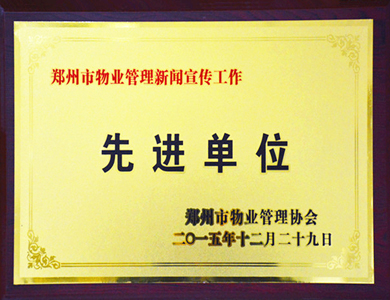 郑州市物业管理新闻宣传工作
先进单位
郑州市物业管理协会
二〇一五年十二月二十九日